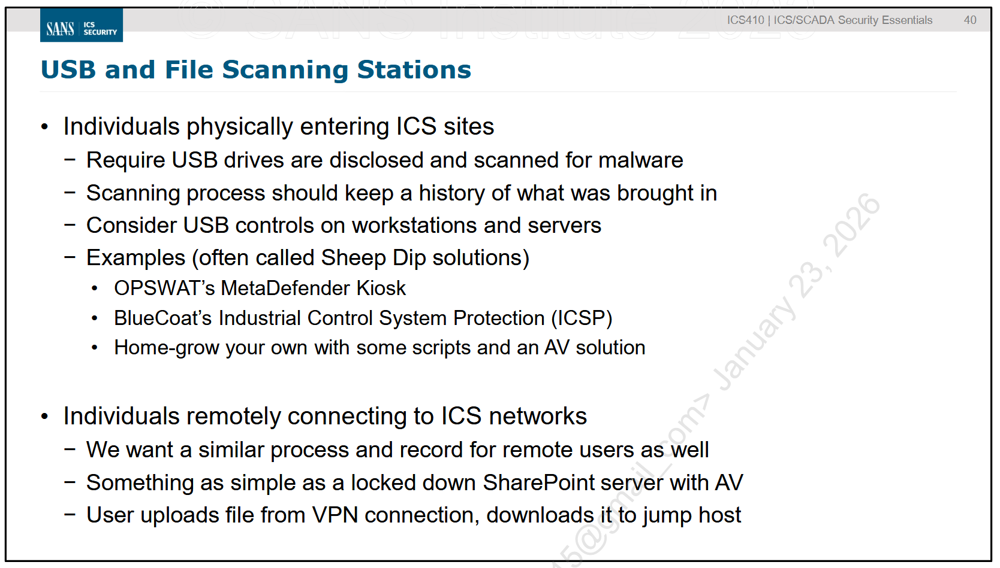 © SANS Institute 2026
SANS
ICS
SECURITY
ICS410 | ICS/SCADA Security Essentials 40
USB and File Scanning Stations
• Individuals physically entering ICS sites
− Require USB drives are disclosed and scanned for malware
− Scanning process should keep a history of what was brought in
− Consider USB controls on workstations and servers
− Examples (often called Sheep Dip solutions)
• OPSWAT’s MetaDefender Kiosk
• BlueCoat’s Industrial Control System Protection (ICSP)
• Home-grow your own with some scripts and an AV solution
• Individuals remotely connecting to ICS networks
− We want a similar process and record for remote users as well
− Something as simple as a locked down SharePoint server with AV
− User uploads file from VPN connection, downloads it to jump host
15@gmail_com> January 23, 2026